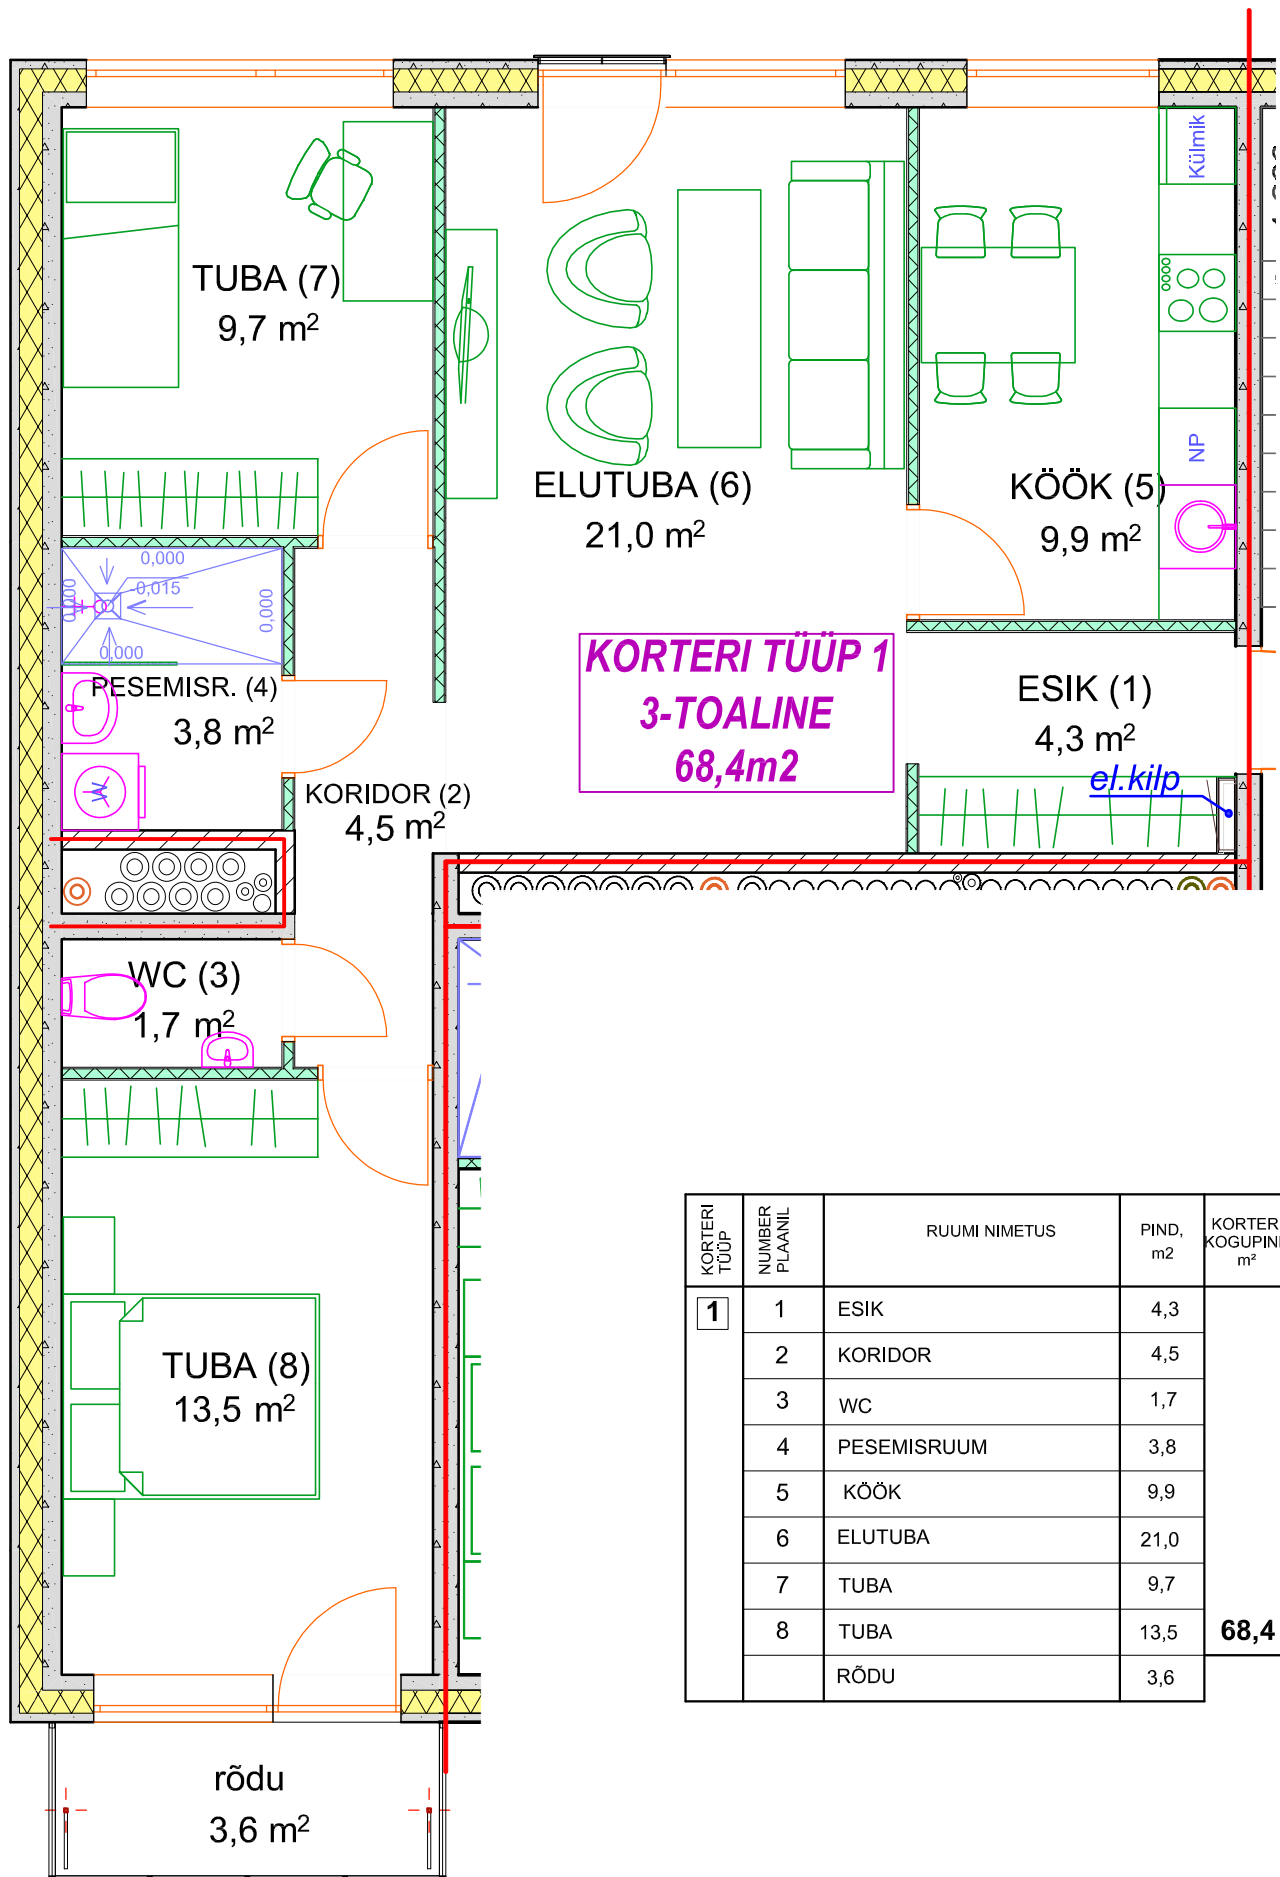 Külmik
TUBA (7)
9,7 m²
ELUTUBA (6)
21,0 m²
NP
KÖÖK (5)
9,9 m²
0,000
-0,015
0,000
0,000
0,000
PESEMISR. (4)
3,8 m²
W
KORTERI TÜÜP 1
3-TOALINE
68,4m2
ESIK (1)
4,3 m²
el.kilp
KORIDOR (2)
4,5 m²
WC (3)
1,7 m²
TUBA (8)
13,5 m²
rõdu
3,6 m²
KORTERI TÜÜP NUMBER PLAANIL RUUMI NIMETUS PIND, m2 KORTER KOGUPIN m²
1 1 ESIK 4,3
2 KORIDOR 4,5
3 WC 1,7
4 PESEMISRUUM 3,8
5 KÖÖK 9,9
6 ELUTUBA 21,0
7 TUBA 9,7
8 TUBA 13,5 68,4
RÕDU 3,6